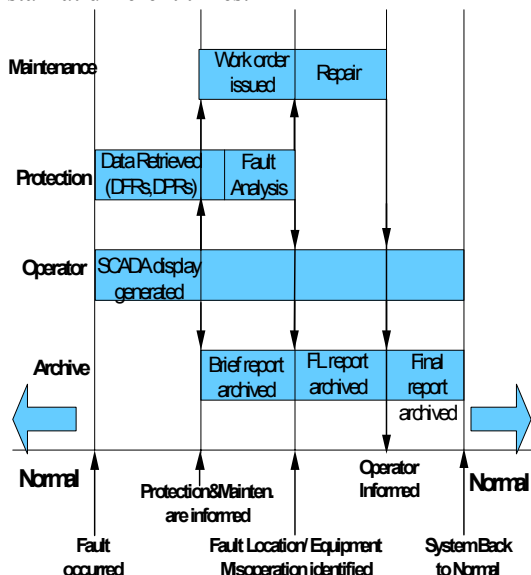 Maintenance
Work order
issued
Repair
Protection
Data Retrieved
(DFRs,DPRs)
Fault
Analysis
Operator
SCADA display
generated
Archive
Brief report
archived
FL report
archived
Final
report
archived
Normal
Protection&Mainten.
are informed
Operator
Informed
Normal
Fault
occurred
Fault Location/ Equipment
Misoperation identified
System Back
to Normal